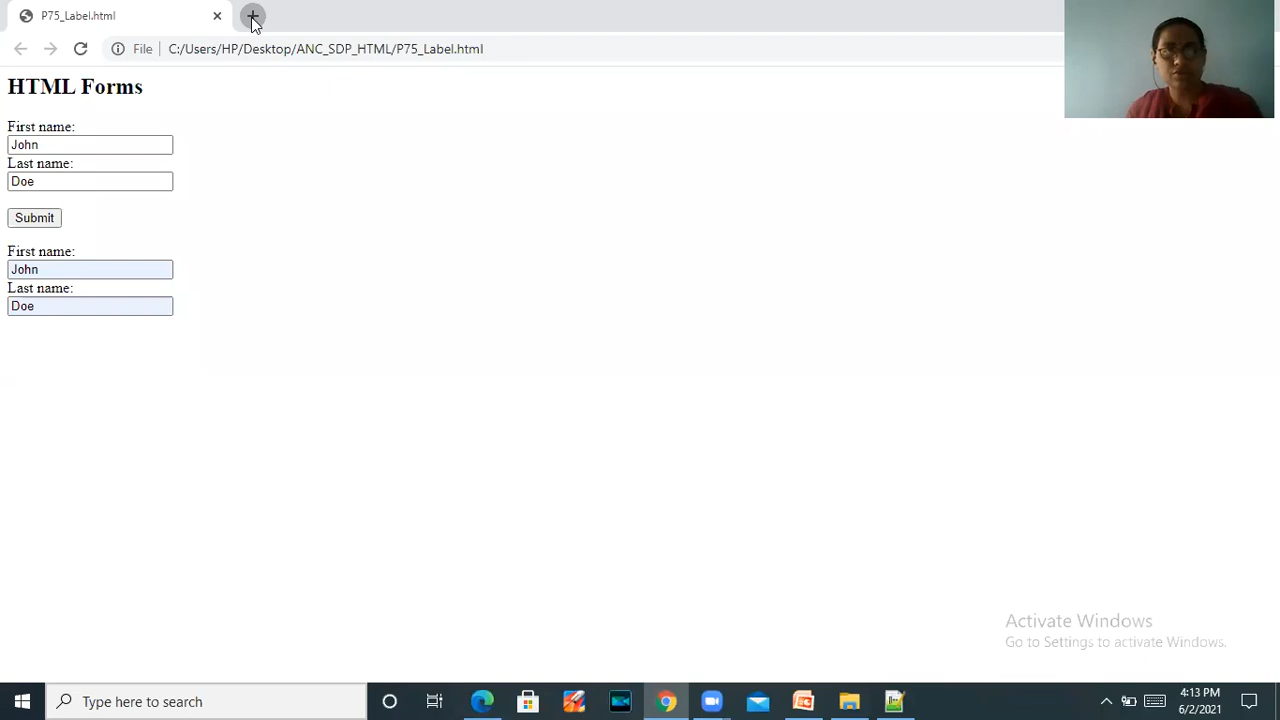 P75_Label.html
File
C:/Users/HP/Desktop/ANC_SDP_HTML/P75_Label.html
HTML Forms
First name:
John
Last name:
Doe
Submit
First name:
John
Last name:
Doe
Activate Windows
Go to Settings to activate Windows.
Type here to search
4:13 PM
6/2/2021